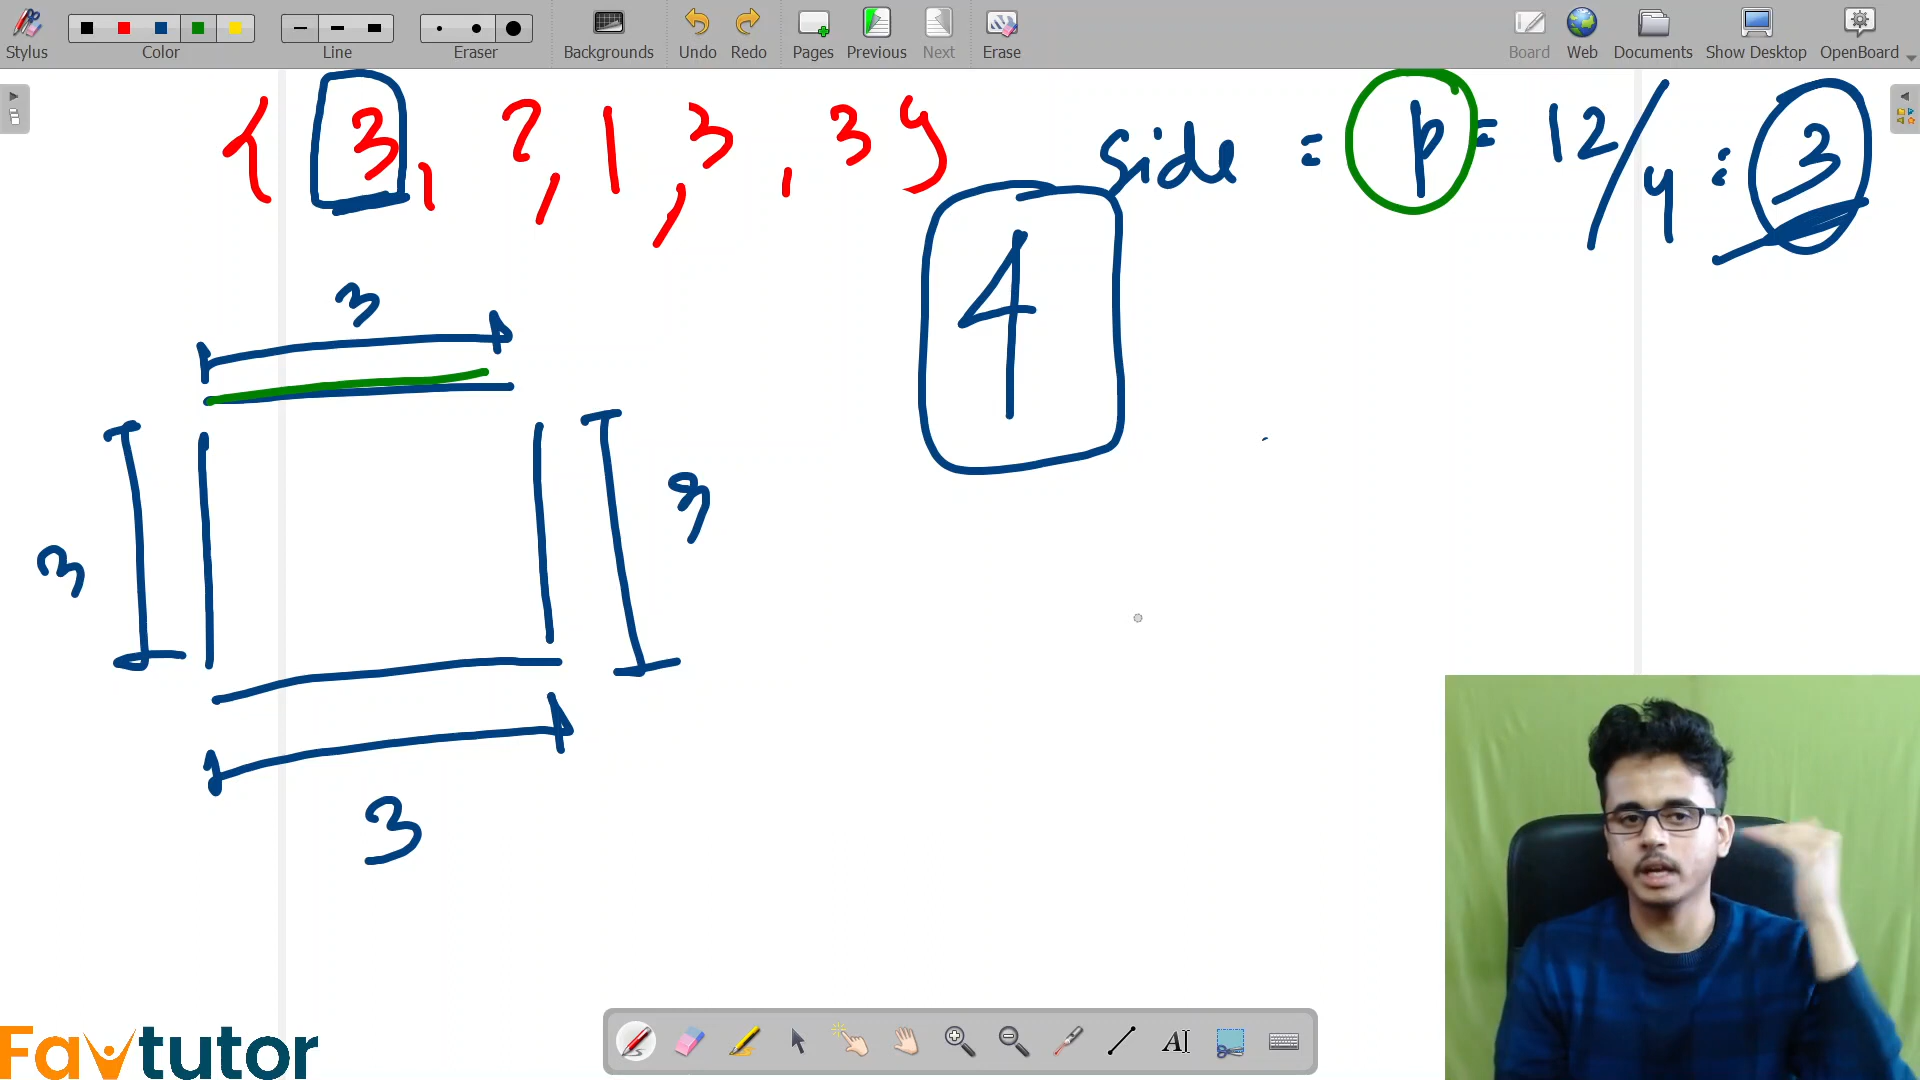 Stylus Color Line Eraser Backgrounds Undo Redo Pages Previous Next Erase Board Web Documents Show Desktop OpenBoard
{ 3, 2, 1, 3, 3 }
side = p = 12/4 = 3
4
3
3
3
3
AI
Favtutor